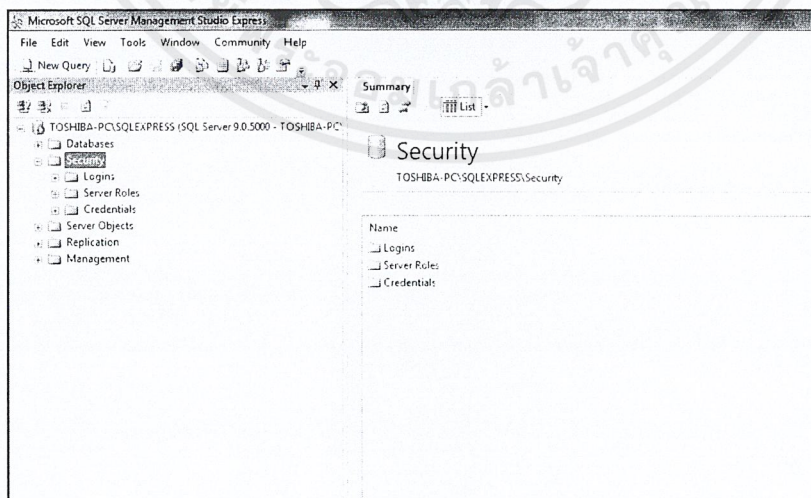 Microsoft SQL Server Management Studio Express
File Edit View Tools Window Community Help
New Query
Object Explorer
TOSHIBA-PC\SQLEXPRESS (SQL Server 9.0.5000 - TOSHIBA-PC\
Databases
Security
Logins
Server Roles
Credentials
Server Objects
Replication
Management
Summary
List
Security
TOSHIBA-PC\SQLEXPRESS\Security
Name
Logins
Server Roles
Credentials